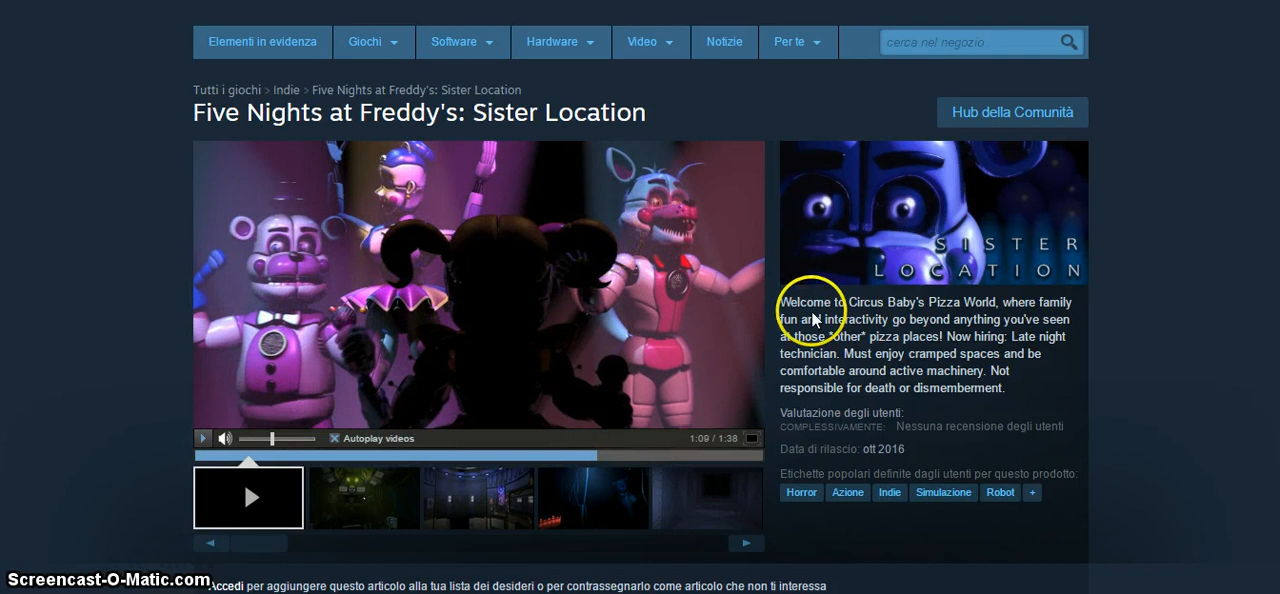 Elementi in evidenza Giochi Software Hardware Video Notizie Per te cerca nel negozio
Tutti i giochi > Indie > Five Nights at Freddy's: Sister Location
Five Nights at Freddy's: Sister Location
Hub della Comunità
SISTER
LOCATION
Welcome to Circus Baby's Pizza World, where family
fun and interactivity go beyond anything you've seen
at those *other* pizza places! Now hiring: Late night
technician. Must enjoy cramped spaces and be
comfortable around active machinery. Not
responsible for death or dismemberment.
Valutazione degli utenti:
COMPLESSIVAMENTE: Nessuna recensione degli utenti
Data di rilascio: ott 2016
Etichette popolari definite dagli utenti per questo prodotto:
Horror Azione Indie Simulazione Robot +
Autoplay videos 1:09 / 1:38
Accedi per aggiungere questo articolo alla tua lista dei desideri o per contrassegnarlo come articolo che non ti interessa
Screencast-O-Matic.com